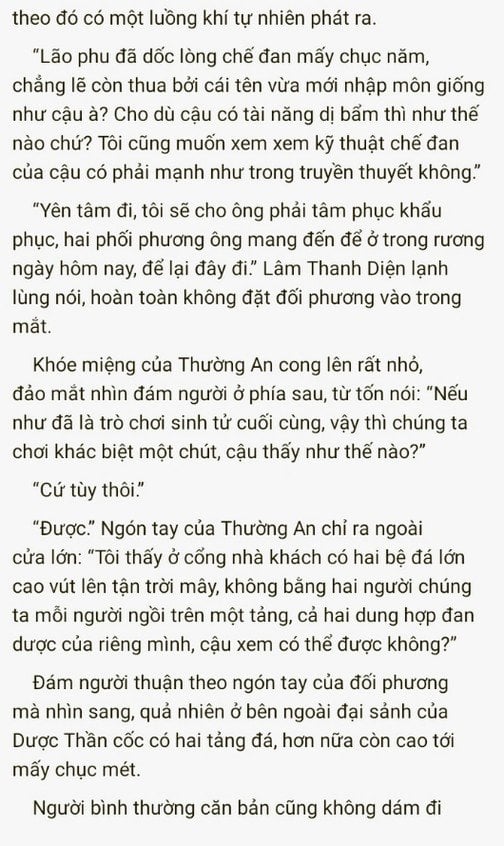 theo đó có một luồng khí tự nhiên phát ra.
“Lão phu đã dốc lòng chế đan mấy chục năm,
chẳng lẽ còn thua bởi cái tên vừa mới nhập môn giống
như cậu à? Cho dù cậu có tài năng dị bẩm thì như thế
nào chứ? Tôi cũng muốn xem xem kỹ thuật chế đan
của cậu có phải mạnh như trong truyền thuyết không.”
“Yên tâm đi, tôi sẽ cho ông phải tâm phục khẩu
phục, hai phối phương ông mang đến để ở trong rương
ngày hôm nay, để lại đây đi.” Lâm Thanh Diện lạnh
lùng nói, hoàn toàn không đặt đối phương vào trong
mắt.
Khóe miệng của Thường An cong lên rất nhỏ,
đảo mắt nhìn đám người ở phía sau, từ tốn nói: “Nếu
như đã là trò chơi sinh tử cuối cùng, vậy thì chúng ta
chơi khác biệt một chút, cậu thấy như thế nào?”
“Cứ tùy thôi.”
“Được.” Ngón tay của Thường An chỉ ra ngoài
cửa lớn: “Tôi thấy ở cổng nhà khách có hai bệ đá lớn
cao vút lên tận trời mây, không bằng hai người chúng
ta mỗi người ngồi trên một tảng, cả hai dung hợp đan
dược của riêng mình, cậu xem có thể được không?”
Đám người thuận theo ngón tay của đối phương
mà nhìn sang, quả nhiên ở bên ngoài đại sảnh của
Dược Thần cốc có hai tảng đá, hơn nữa còn cao tới
mấy chục mét.
Người bình thường căn bản cũng không dám đi